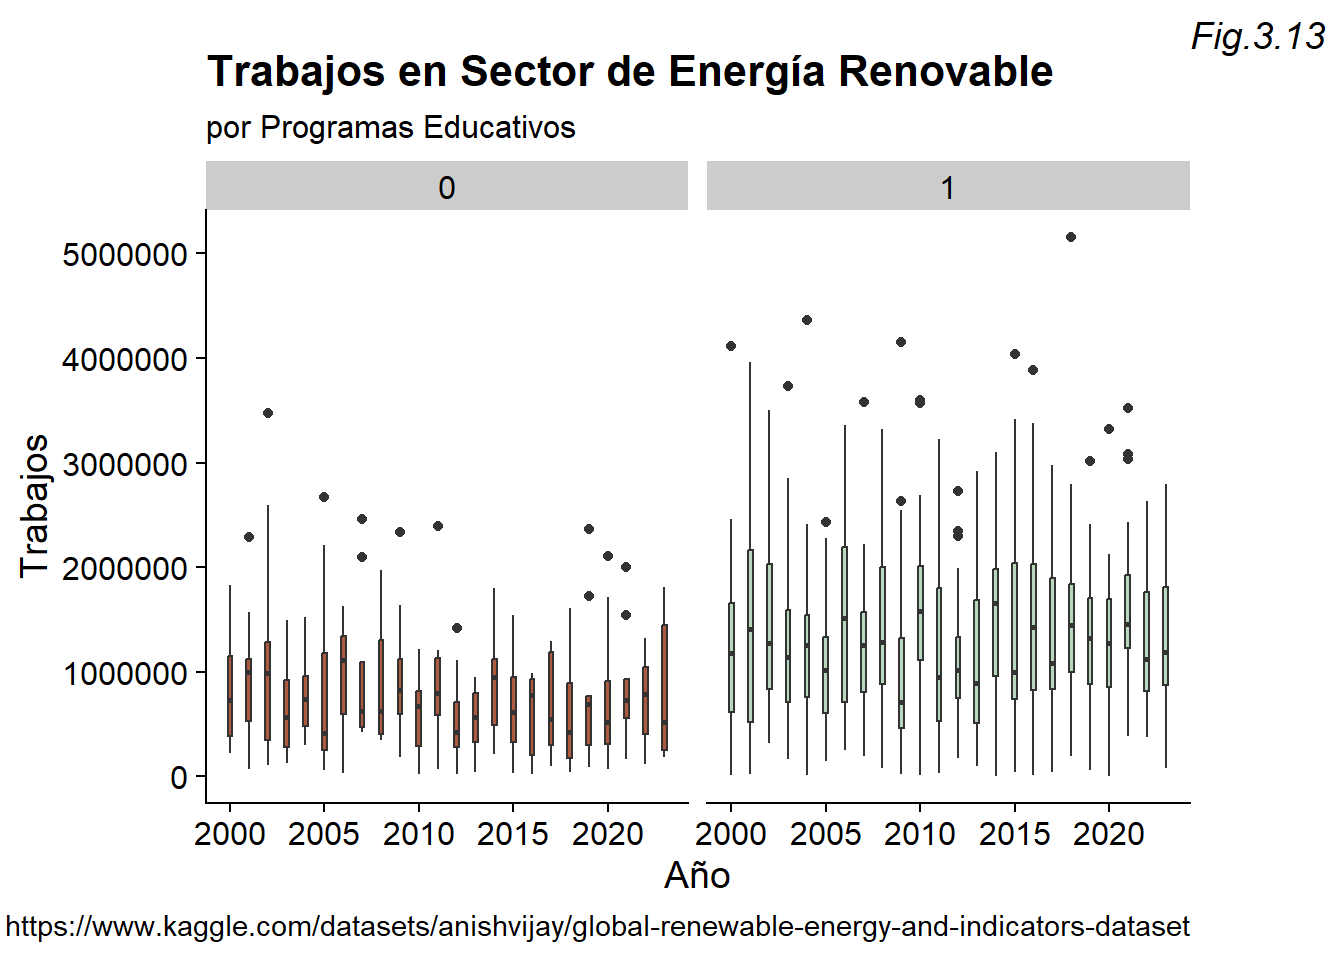 Fig.3.13
Trabajos en Sector de Energía Renovable
por Programas Educativos
0 1
5000000
4000000
3000000
2000000
1000000
0
Trabajos
2000 2005 2010 2015 2020 2000 2005 2010 2015 2020
Año
https://www.kaggle.com/datasets/anishvijay/global-renewable-energy-and-indicators-dataset